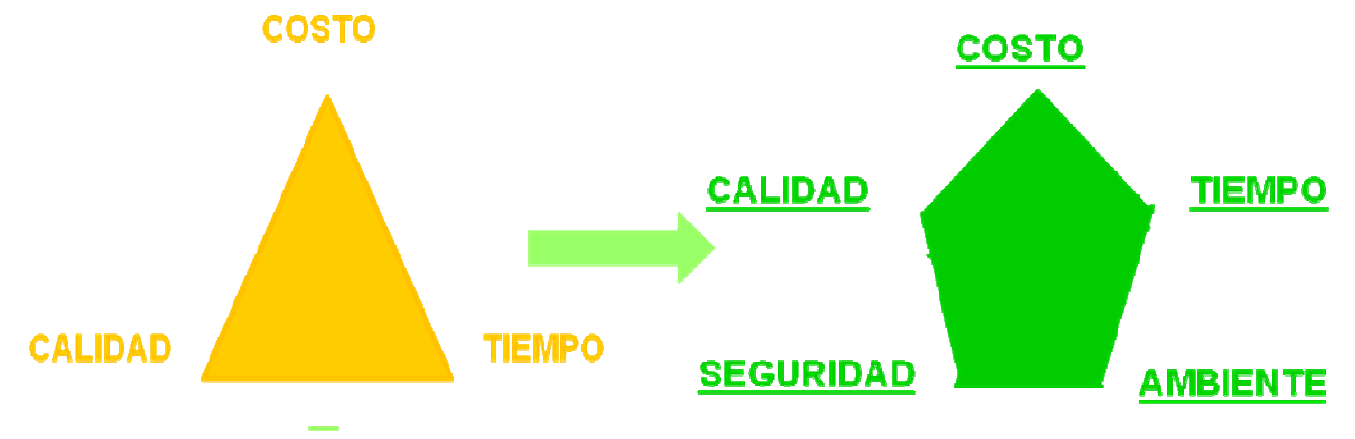 COSTO
CALIDAD
TIEMPO
COSTO
CALIDAD
TIEMPO
SEGURIDAD
AMBIENTE